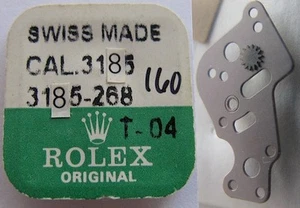 SWISS MADE
CAL.3185
160
3185-268
T-04
ROLEX
ORIGINAL